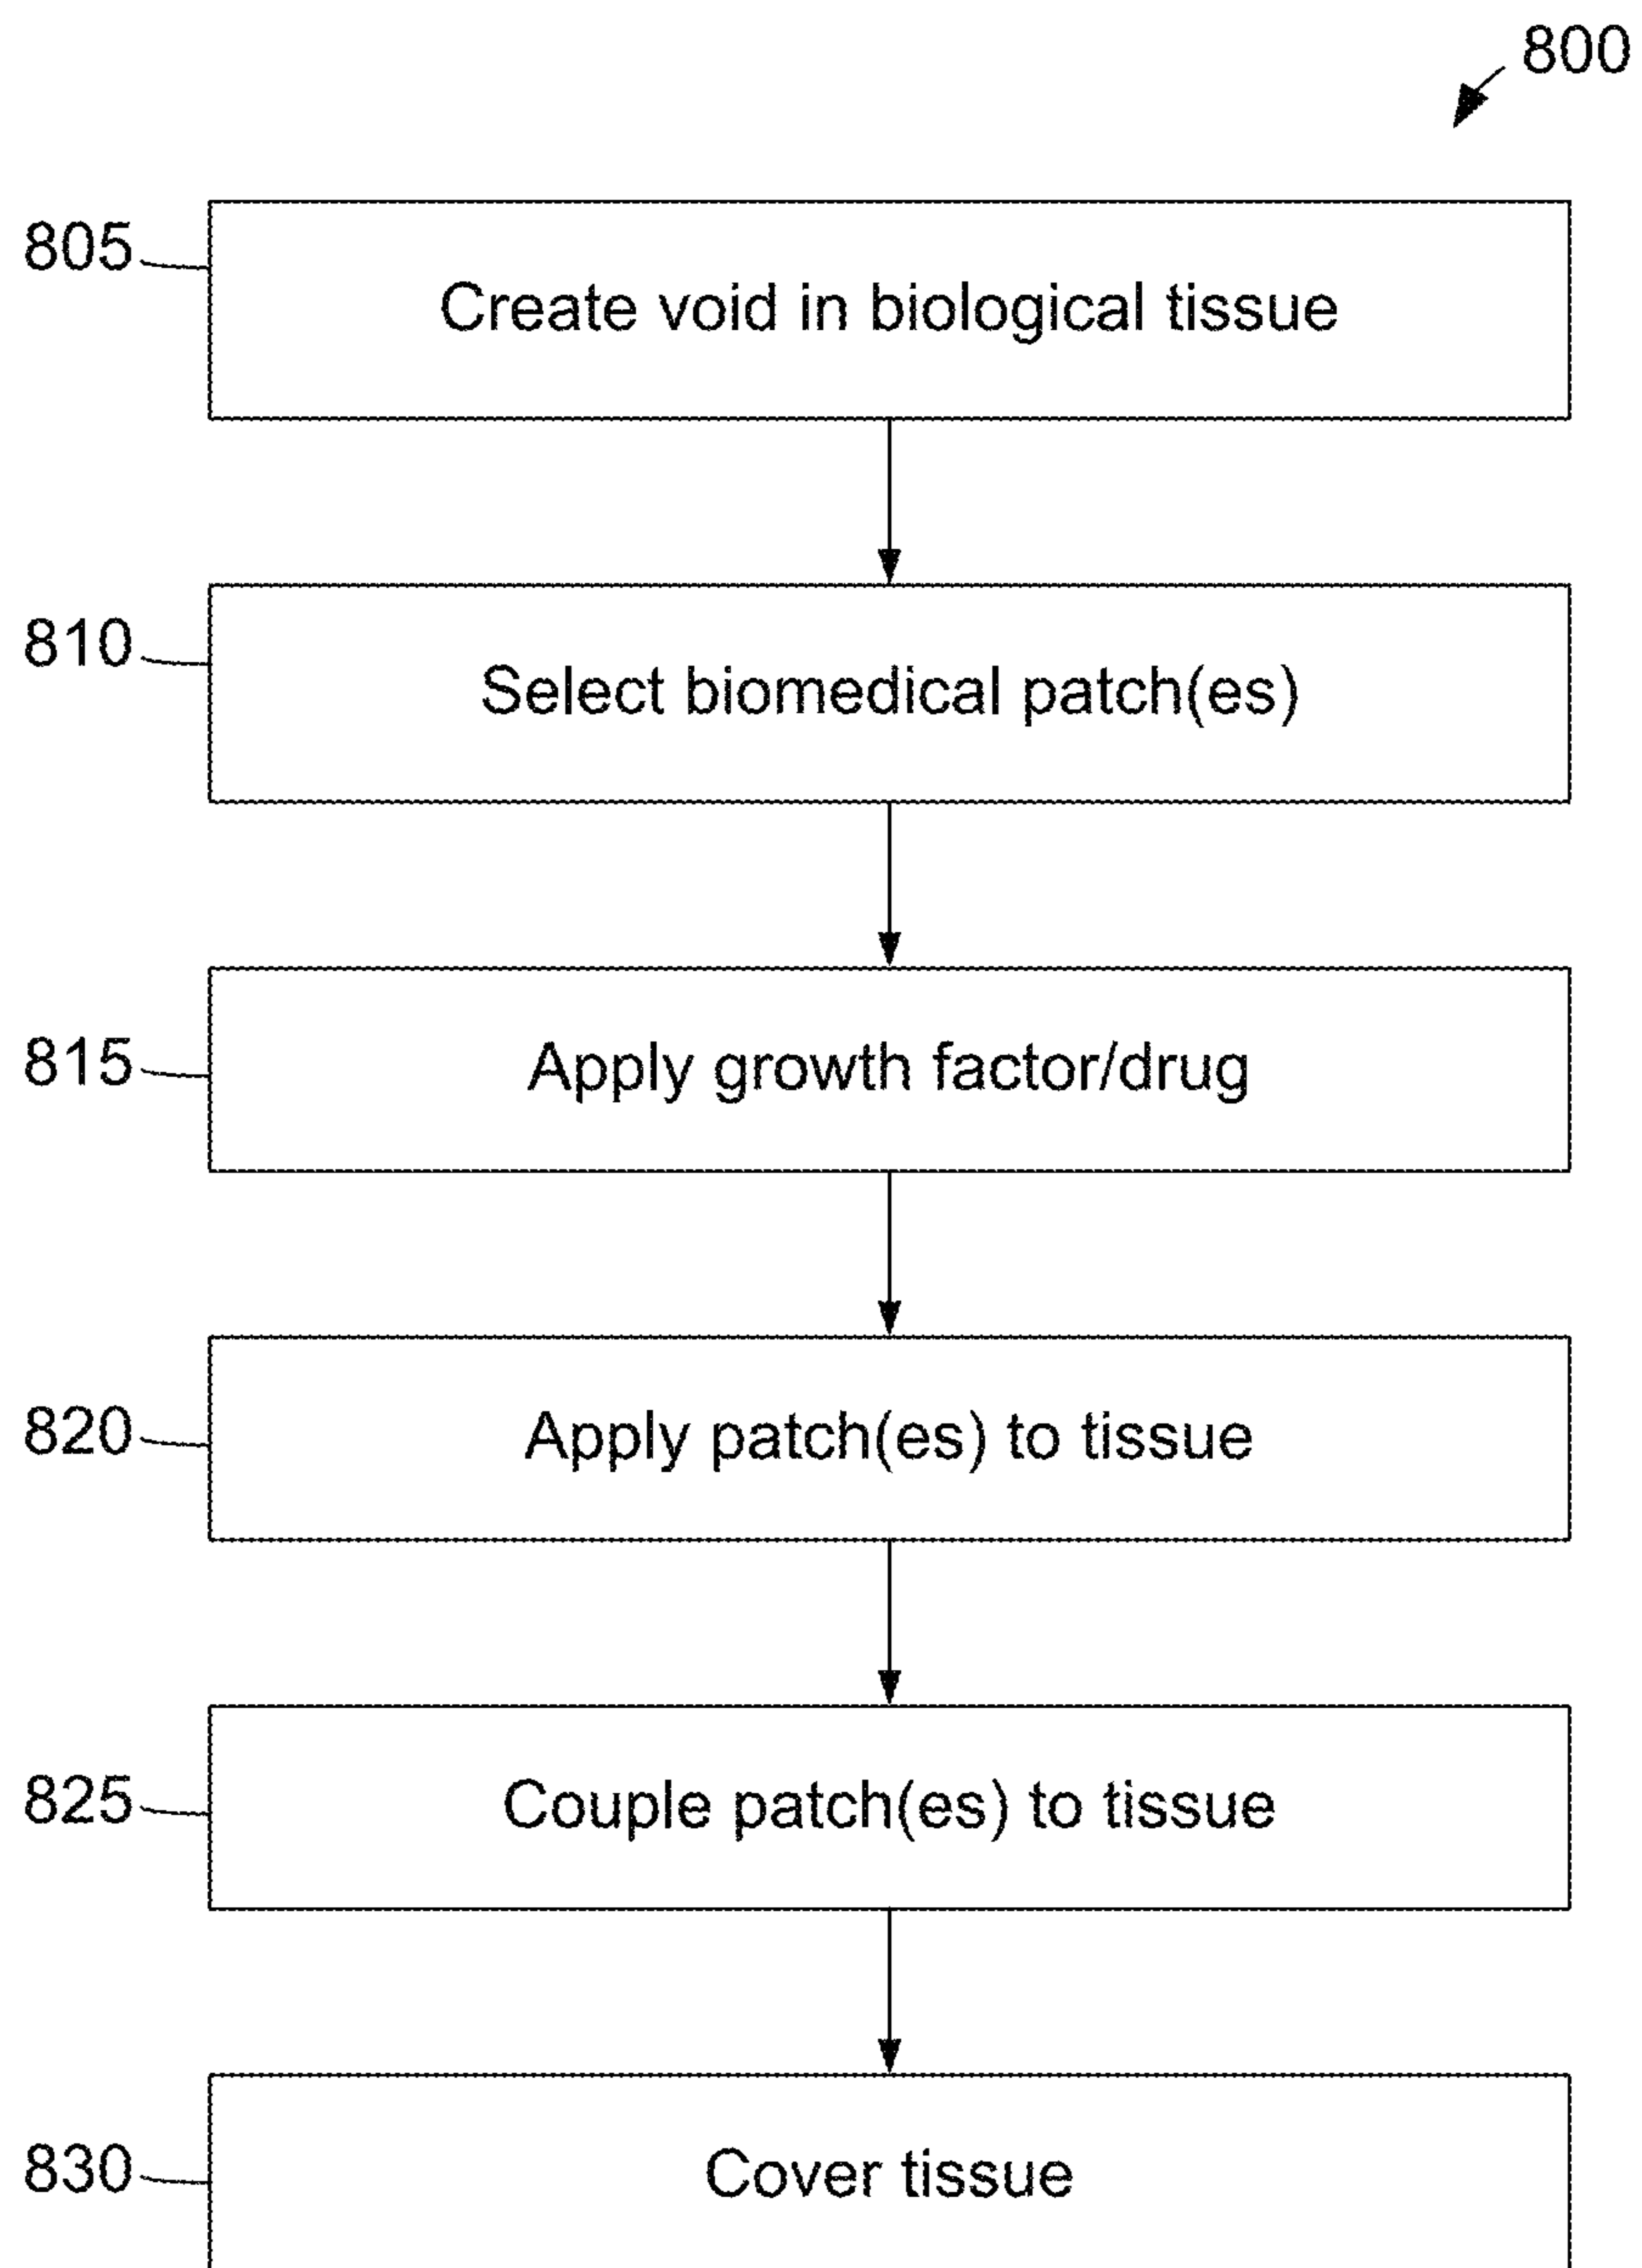 800
805
Create void in biological tissue
810
Select biomedical patch(es)
815
Apply growth factor/drug
820
Apply patch(es) to tissue
825
Couple patch(es) to tissue
830
Cover tissue